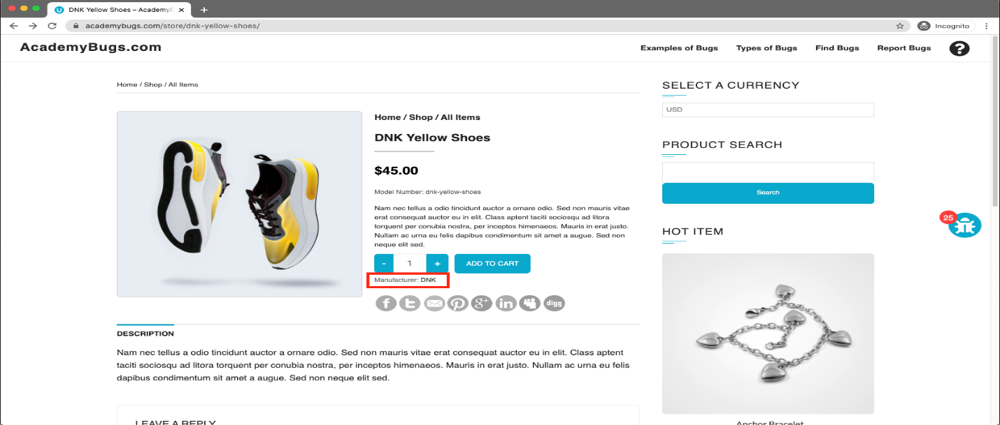 DNK Yellow Shoes – AcademyB
academybugs.com/store/dnk-yellow-shoes/
Incognito
AcademyBugs.com
Examples of Bugs
Types of Bugs
Find Bugs
Report Bugs
?
Home / Shop / All Items
Home / Shop / All Items
DNK Yellow Shoes
$45.00
Model Number: dnk-yellow-shoes
Nam nec tellus a odio tincidunt auctor a ornare odio. Sed non mauris vitae
erat consequat auctor eu in elit. Class aptent taciti sociosqu ad litora
torquent per conubia nostra, per inceptos himenaeos. Mauris in erat justo.
Nullam ac urna eu felis dapibus condimentum sit amet a augue. Sed non
neque elit sed.
- 1 +
ADD TO CART
Manufacturer: DNK
digg
DESCRIPTION
Nam nec tellus a odio tincidunt auctor a ornare odio. Sed non mauris vitae erat consequat auctor eu in elit. Class aptent
taciti sociosqu ad litora torquent per conubia nostra, per inceptos himenaeos. Mauris in erat justo. Nullam ac urna eu felis
dapibus condimentum sit amet a augue. Sed non neque elit sed.
LEAVE A REPLY
SELECT A CURRENCY
USD
PRODUCT SEARCH
Search
HOT ITEM
25
Anchor Bracelet